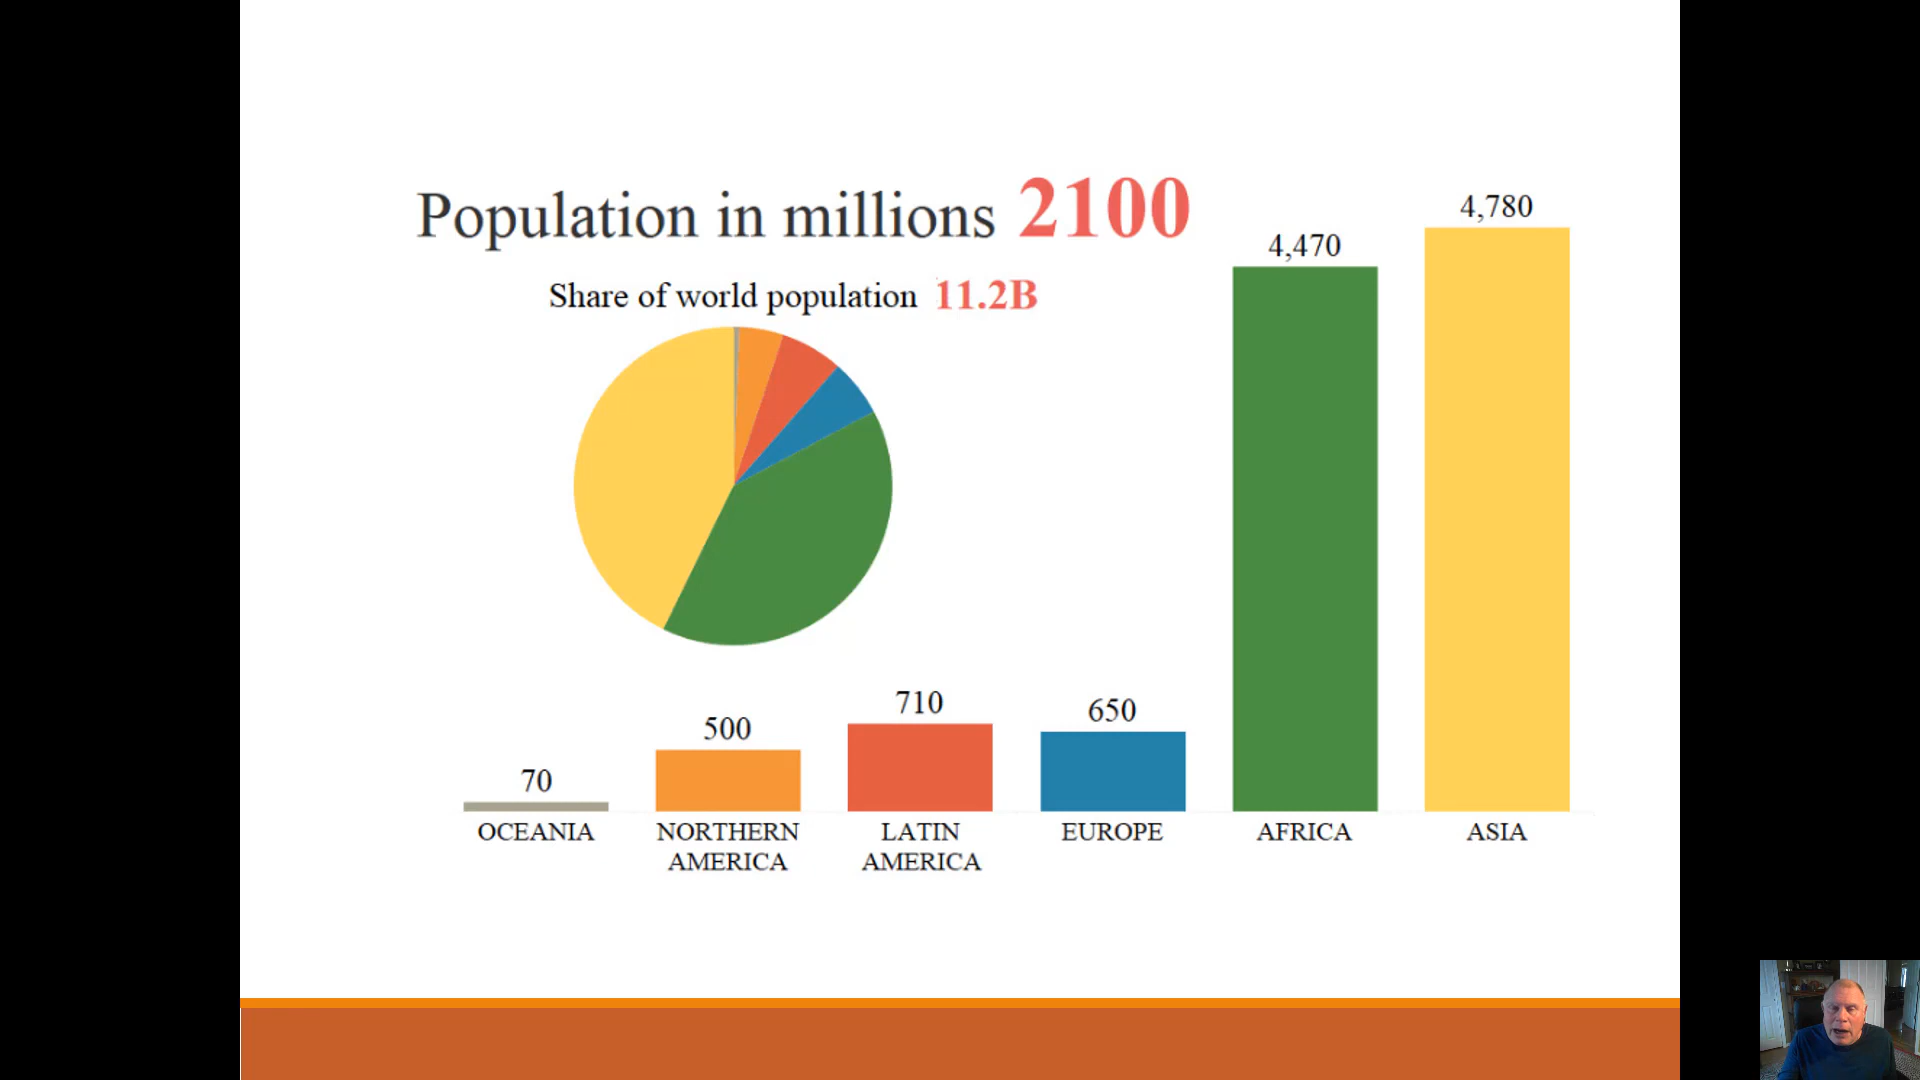 Population in millions 2100
Share of world population 11.2B
4,780
4,470
710
650
500
70
OCEANIA
NORTHERN
AMERICA
LATIN
AMERICA
EUROPE
AFRICA
ASIA